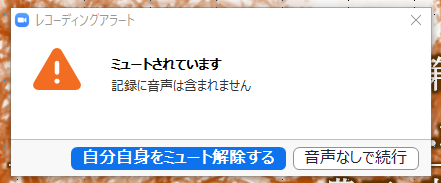 レコーディングアラート
ミュートされています
記録に音声は含まれません
自分自身をミュート解除する
音声なしで続行